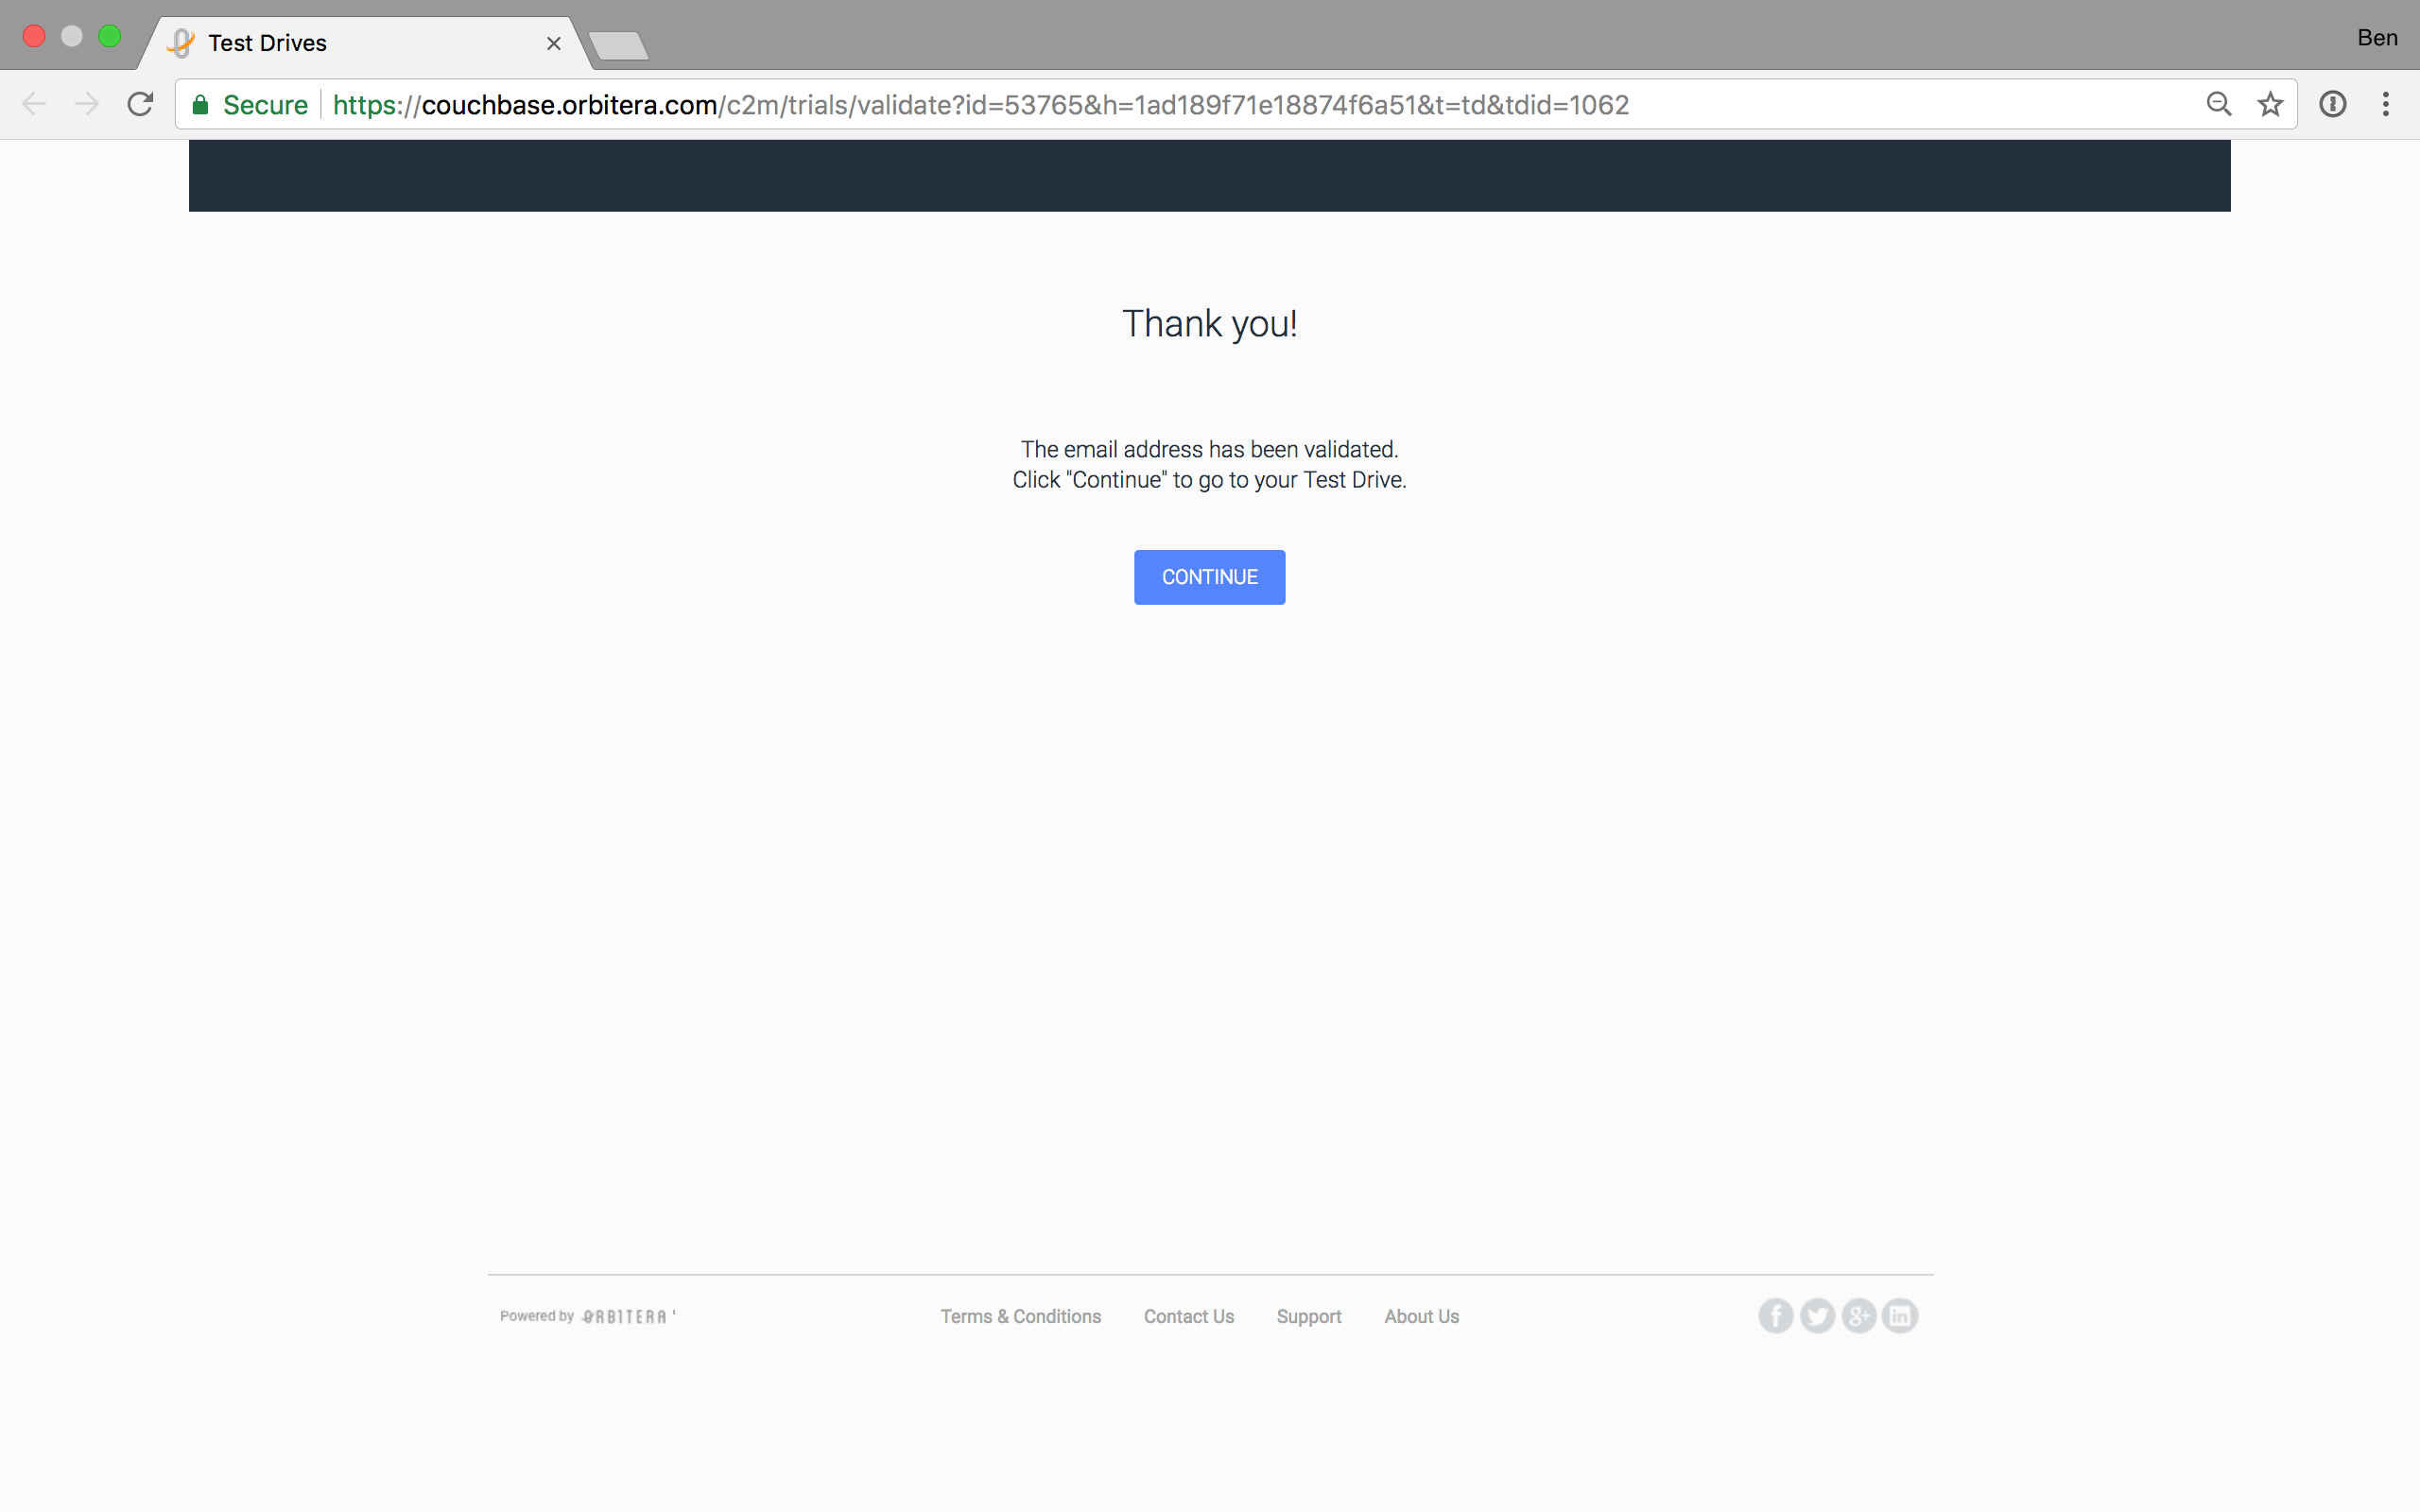 Test Drives
Ben
Secure https://couchbase.orbitera.com/c2m/trials/validate?id=53765&h=1ad189f71e18874f6a51&t=td&tdid=1062
Thank you!
The email address has been validated.
Click "Continue" to go to your Test Drive.
CONTINUE
Powered by ORBITERA
Terms & Conditions
Contact Us
Support
About Us